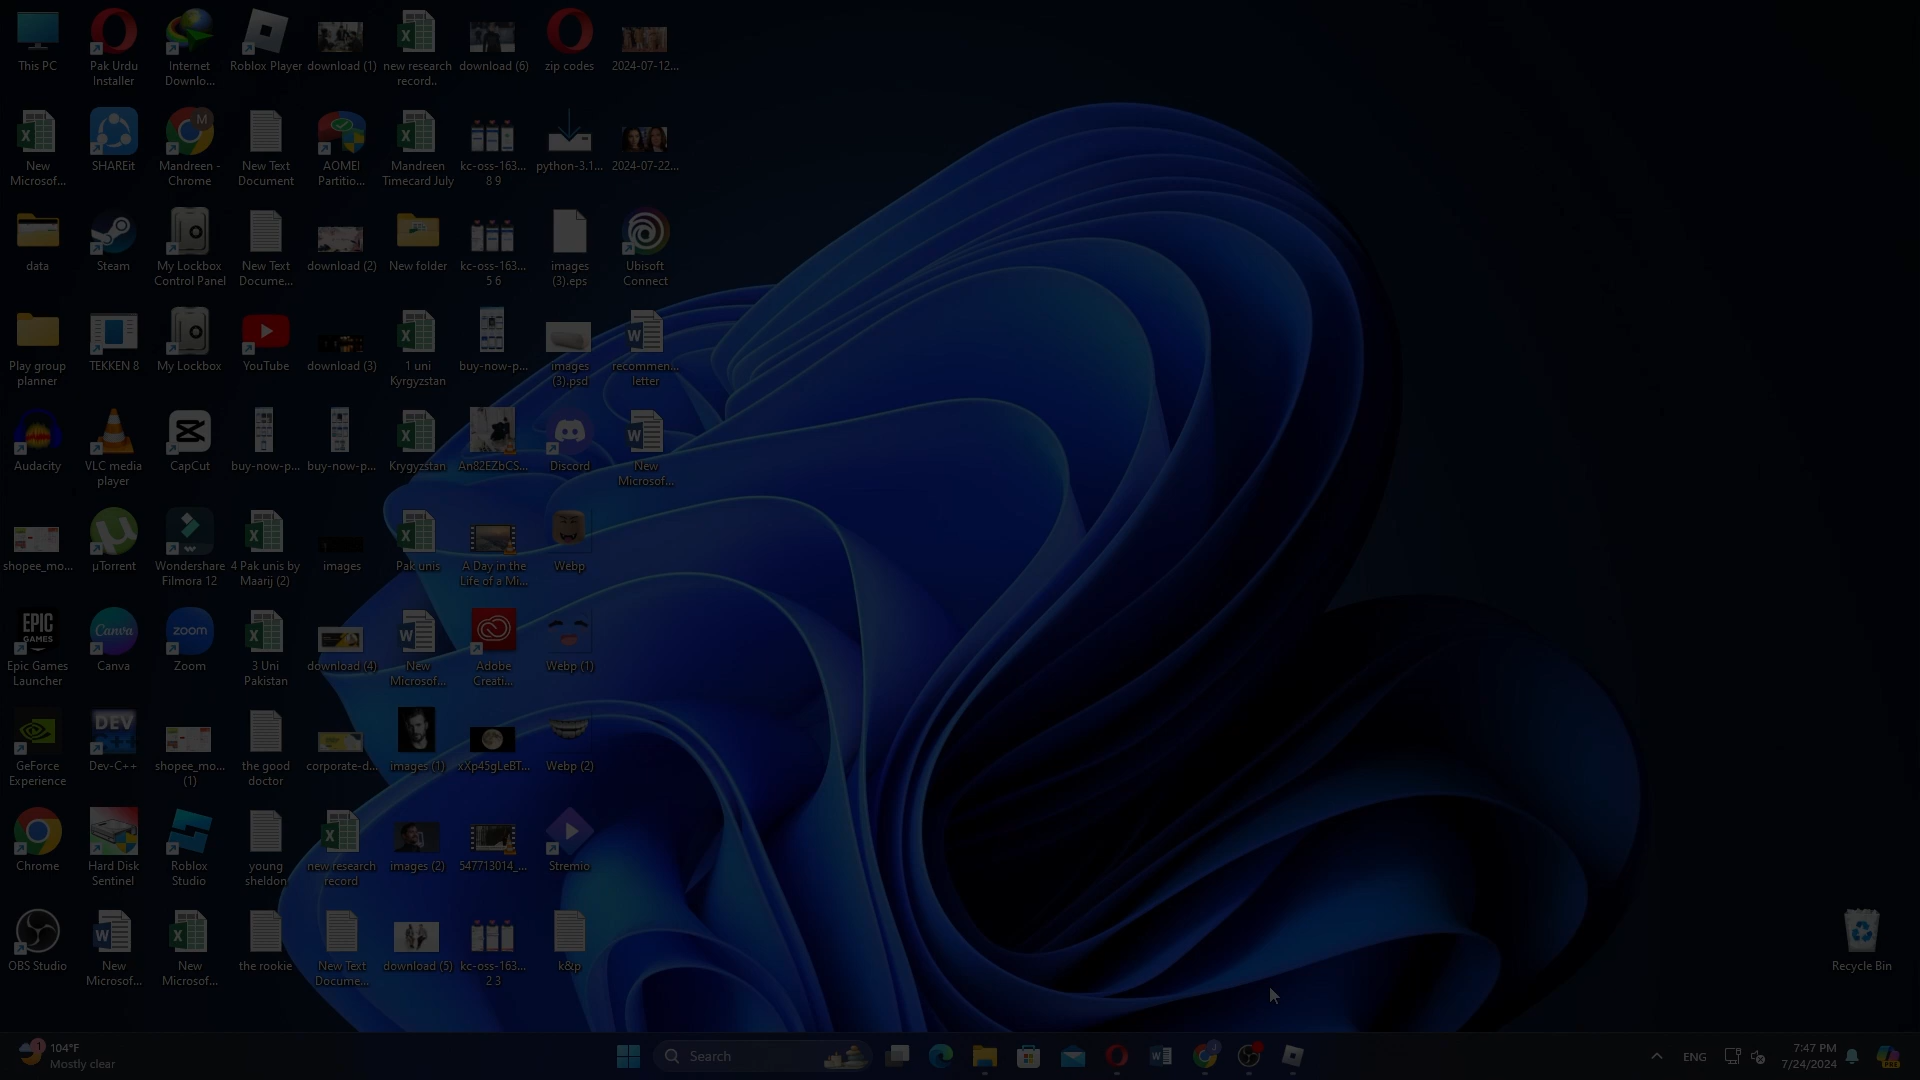 This PC
Pak Urdu
Installer
Internet
Downlo...
Roblox Player
download (1)
new research
record..
download (6)
zip codes
2024-07-12...
New
Microsof...
SHAREit
Mandreen -
Chrome
M
New Text
Document
AOMEI
Partitio...
Mandreen
Timecard July
kc-oss-163...
8 9
python-3.1...
2024-07-22...
data
Steam
My Lockbox
Control Panel
New Text
Docume...
download (2)
New folder
kc-oss-163...
5 6
images
(3).eps
Ubisoft
Connect
Play group
planner
TEKKEN 8
My Lockbox
YouTube
download (3)
1 uni
Kyrgyzstan
buy-now-p...
images
(3).psd
recommen...
letter
Audacity
VLC media
player
CapCut
buy-now-p...
buy-now-p...
Krygyzstan
An82EZbCS...
Discord
New
Microsof...
shopee_mo...
µTorrent
Wondershare
Filmora 12
4 Pak unis by
Maarij (2)
images
Pak unis
A Day in the
Life of a Mi...
Webp
EPIC
GAMES
Epic Games
Launcher
Canva
Canva
zoom
Zoom
3 Uni
Pakistan
download (4)
New
Microsof...
Adobe
Creati...
Webp (1)
GeForce
Experience
DEV
Dev-C++
shopee_mo...
(1)
the good
doctor
corporate-d...
images (1)
xXp45gLeBT...
Webp (2)
Chrome
Hard Disk
Sentinel
Roblox
Studio
young
sheldon
new research
record
images (2)
547713014_...
Stremio
OBS Studio
New
Microsof...
New
Microsof...
the rookie
New Text
Docume...
download (5)
kc-oss-163...
2 3
k&p
Recycle Bin
1
104°F
Mostly clear
Search
ENG
7:47 PM
7/24/2024